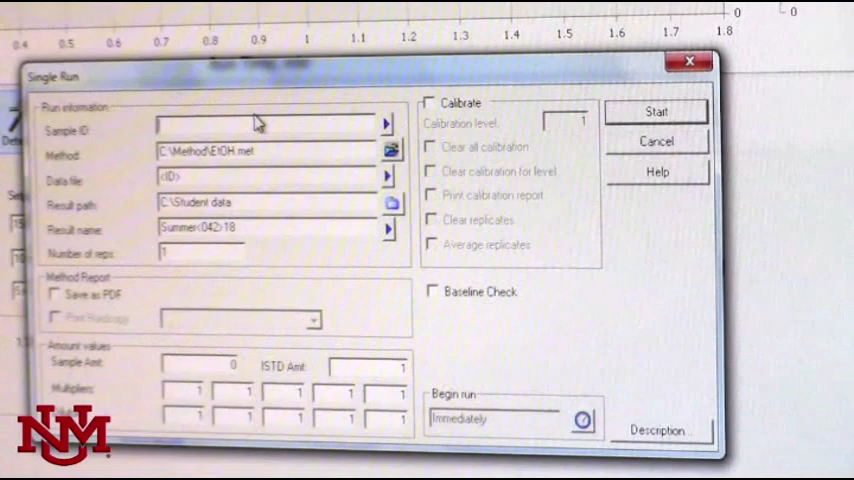 0 0
0.4 0.5 0.6 0.7 0.8 0.9 1.0 1.1 1.2 1.3 1.4 1.5 1.6 1.7 1.8
Single Run
Run information
Sample ID:
Method: C:\Method\EtOH.met
Data file: <ID>
Result path: C:\Student data
Result name: Summer<042>18
Number of reps: 1
Method Report
Save as PDF
Print Hardcopy
Amount values
Sample Amt: 0 ISTD Amt: 1
Multipliers: 1 1 1 1 1
1 1 1 1 1
Calibrate
Calibration level: 1
Clear all calibration
Clear calibration for level
Print calibration report
Clear replicates
Average replicates
Baseline Check
Begin run
Immediately
Start
Cancel
Help
Description...
UNM